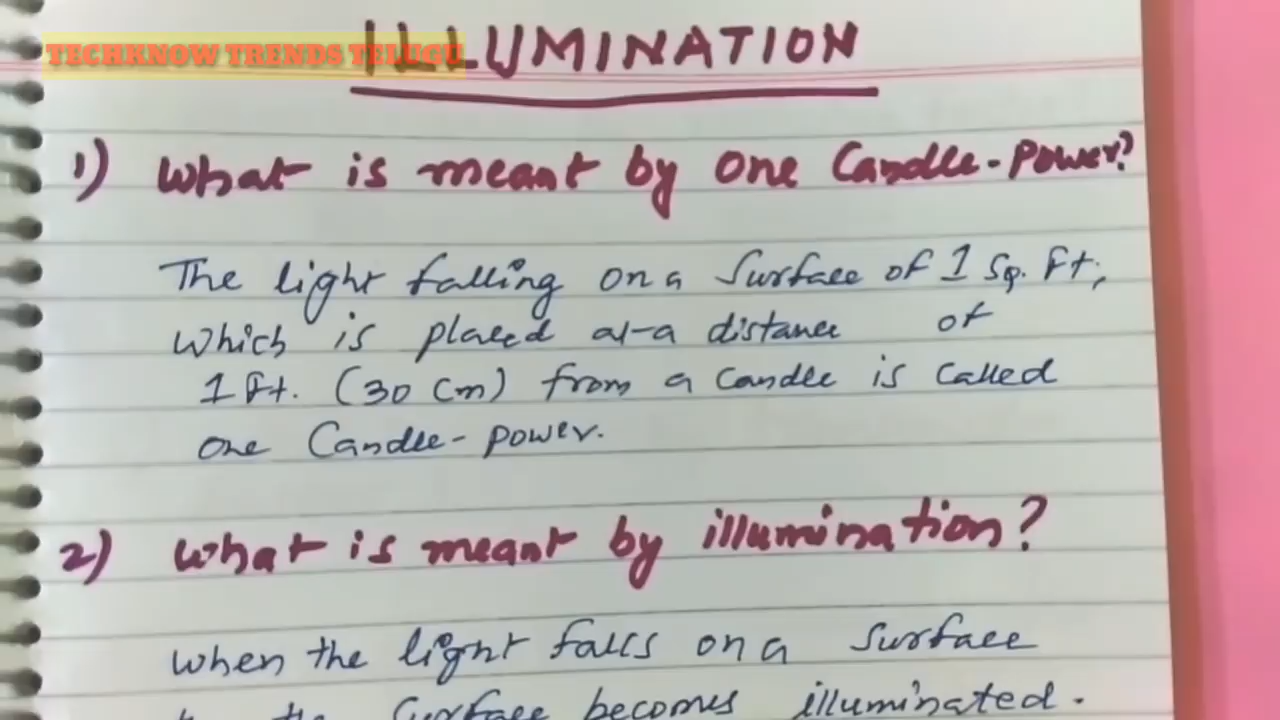 TECHKNOW TRENDS TELUGU
ILLUMINATION
1) What is meant by one Candle-Power?
The light falling on a Surface of 1 Sq. Ft,
Which is placed at a distance of
1 Ft. (30 Cm) from a Candle is Called
one Candle-power.
2) What is meant by illumination?
When the light falls on a Surface
the Surface becomes illuminated.